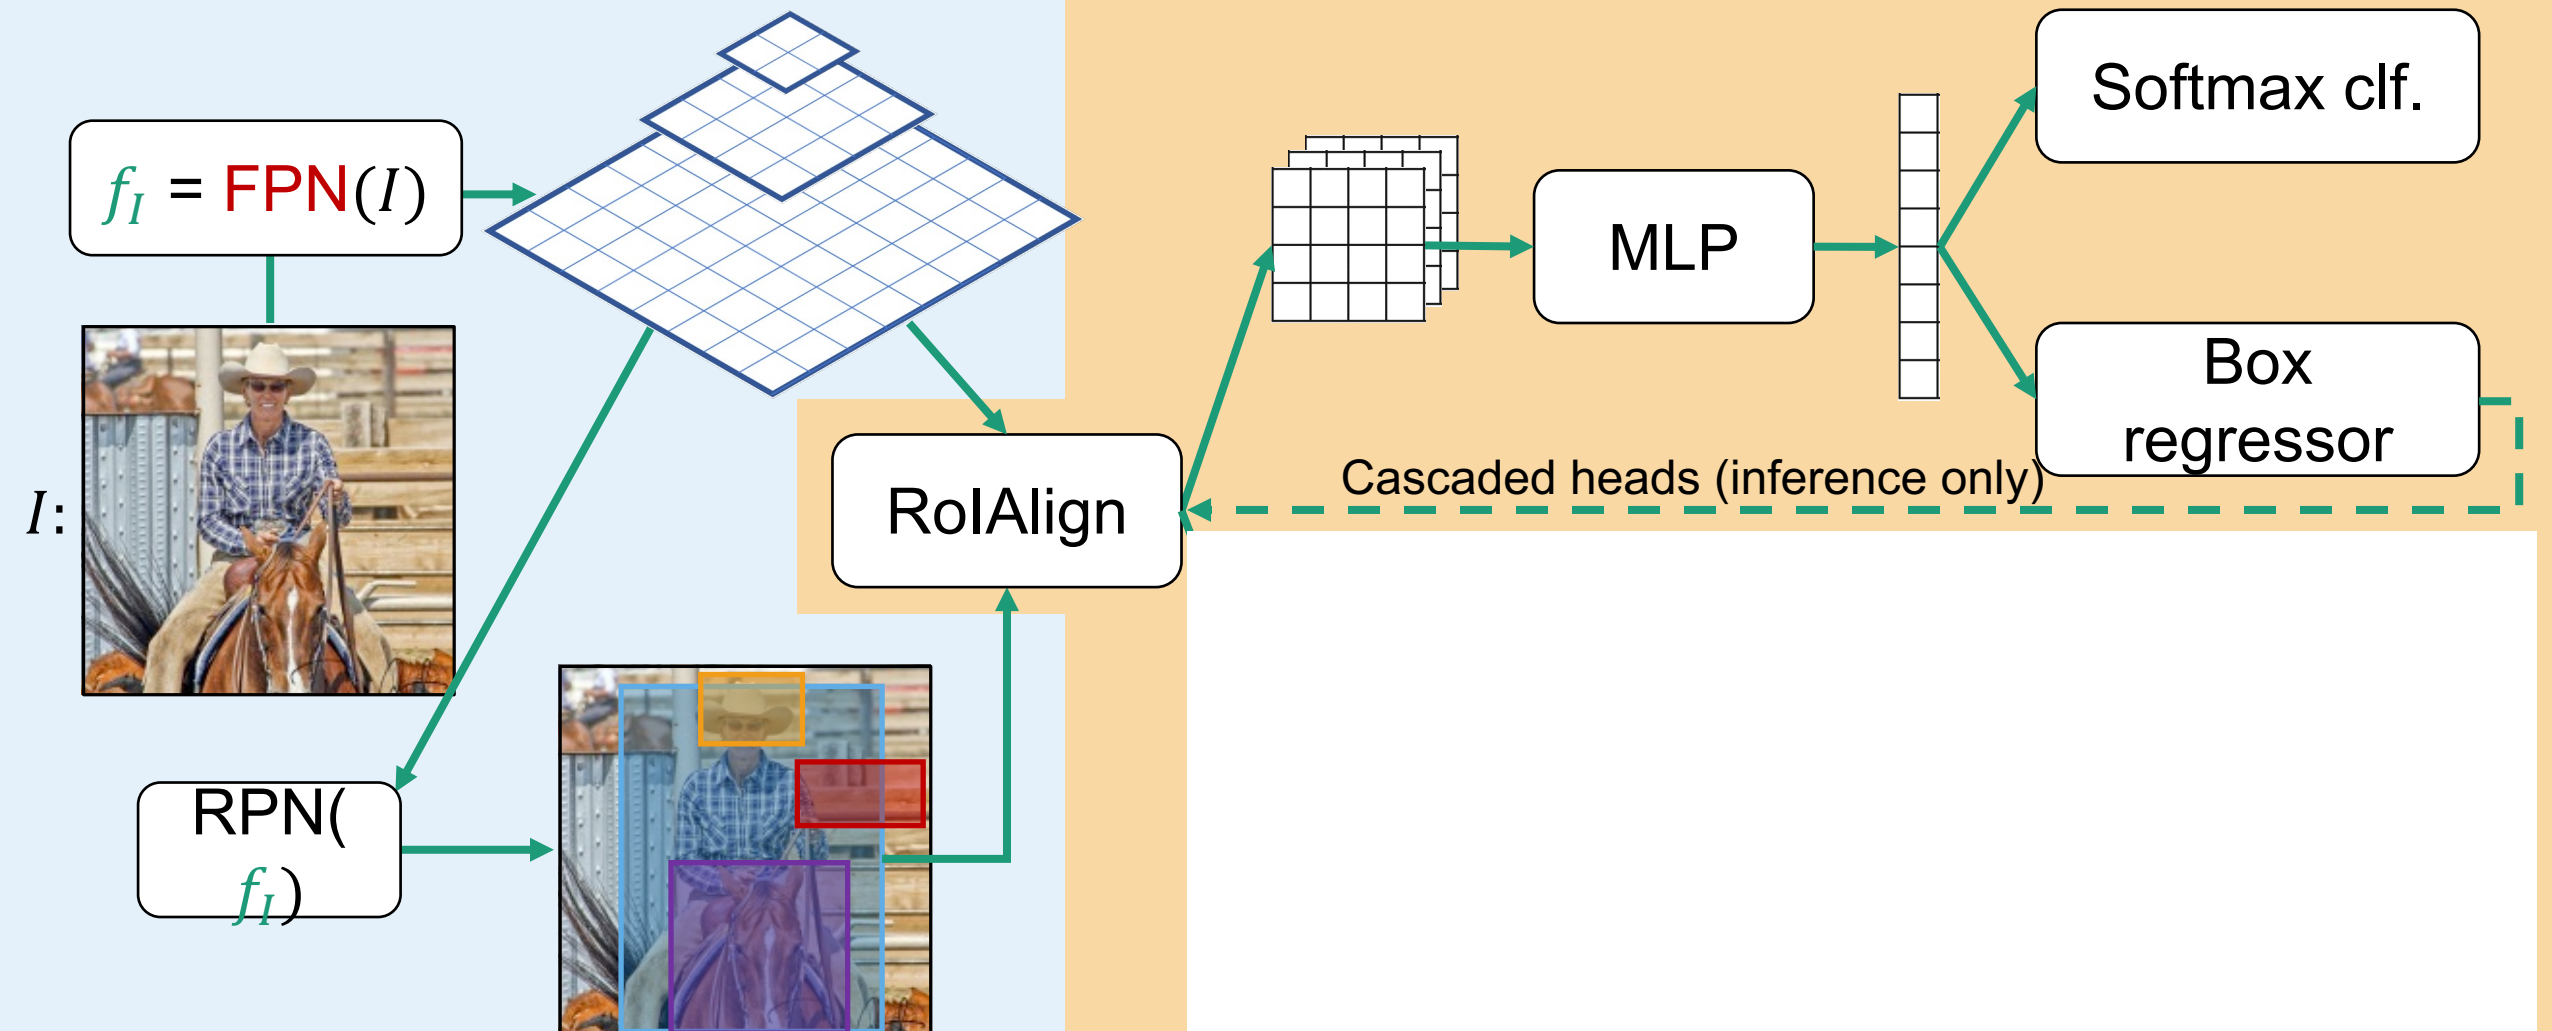 f_I = FPN(I)
I:
RPN(
f_I)
RoIAlign
MLP
Softmax clf.
Box
regressor
Cascaded heads (inference only)